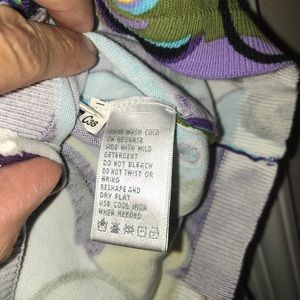 C38
HAND WASH COLD
ON REVERSE
SIDE WITH MILD
DETERGENT
DO NOT BLEACH
DO NOT TWIST OR
WRING
RESHAPE AND
DRY FLAT
USE COOL IRON
WHEN NEEDED